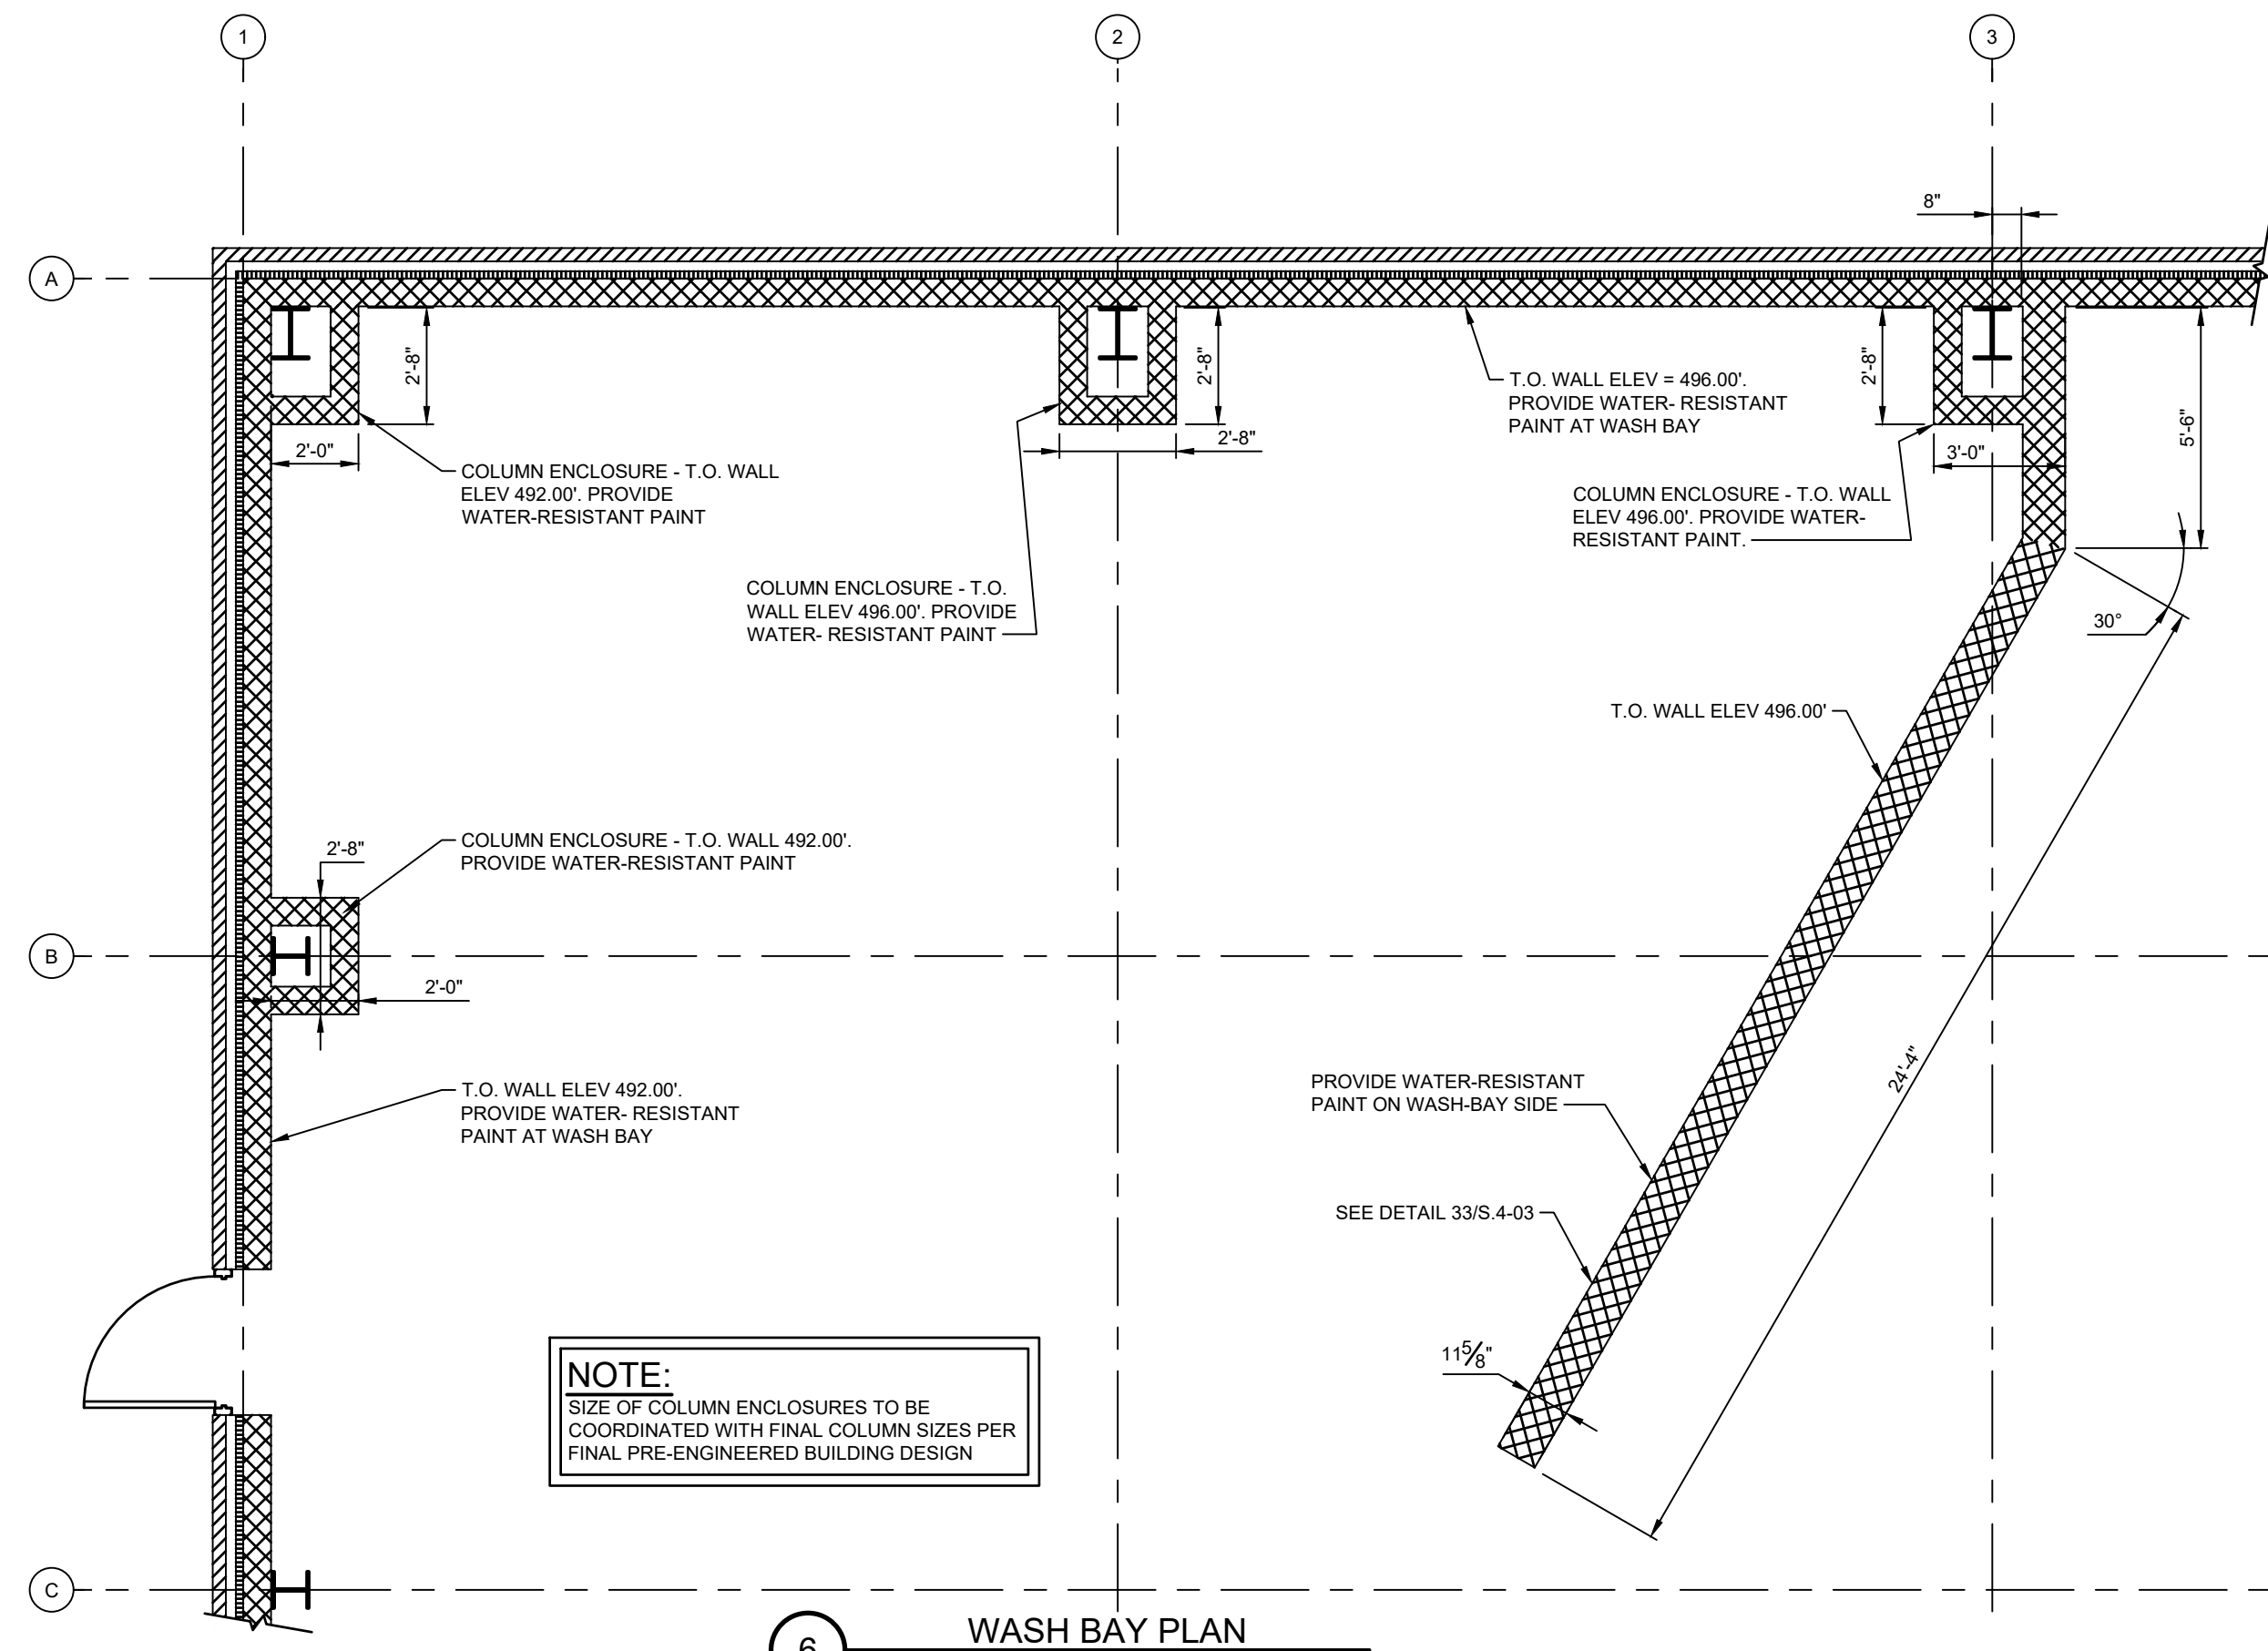 1
2
3
8"
A
2'-8"
2'-8"
2'-8"
T.O. WALL ELEV = 496.00'.
PROVIDE WATER- RESISTANT
PAINT AT WASH BAY
5'-6"
2'-0"
2'-8"
3'-0"
COLUMN ENCLOSURE - T.O. WALL
ELEV 492.00'. PROVIDE
WATER-RESISTANT PAINT
COLUMN ENCLOSURE - T.O. WALL
ELEV 496.00'. PROVIDE WATER-
RESISTANT PAINT.
COLUMN ENCLOSURE - T.O.
WALL ELEV 496.00'. PROVIDE
WATER- RESISTANT PAINT
30°
T.O. WALL ELEV 496.00'
2'-8"
COLUMN ENCLOSURE - T.O. WALL 492.00'.
PROVIDE WATER-RESISTANT PAINT
B
2'-0"
24'-4"
T.O. WALL ELEV 492.00'.
PROVIDE WATER- RESISTANT
PAINT AT WASH BAY
PROVIDE WATER-RESISTANT
PAINT ON WASH-BAY SIDE
SEE DETAIL 33/S.4-03
11 5/8"
NOTE:
SIZE OF COLUMN ENCLOSURES TO BE
COORDINATED WITH FINAL COLUMN SIZES PER
FINAL PRE-ENGINEERED BUILDING DESIGN
C
6
WASH BAY PLAN